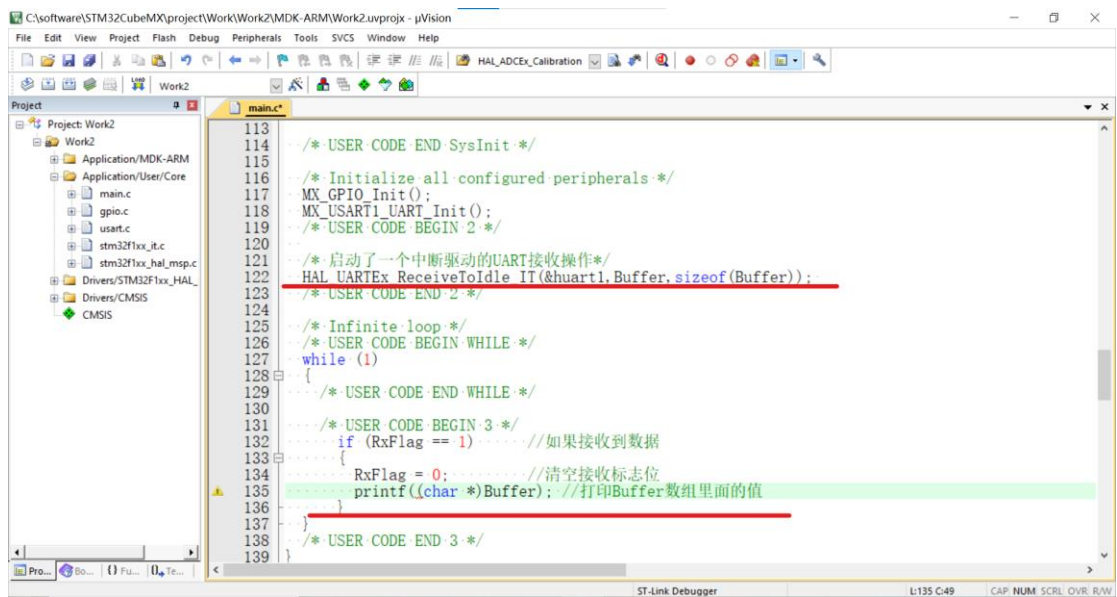 C:\software\STM32CubeMX\project\Work\Work2\MDK-ARM\Work2.uvprojx - µVision
File Edit View Project Flash Debug Peripherals Tools SVCS Window Help
HAL_ADCEx_Calibration
Work2
Project
main.c*
Project: Work2
Work2
Application/MDK-ARM
Application/User/Core
main.c
gpio.c
usart.c
stm32f1xx_it.c
stm32f1xx_hal_msp.c
Drivers/STM32F1xx_HAL_
Drivers/CMSIS
CMSIS
113
114 /* USER CODE END SysInit */
115
116 /* Initialize all configured peripherals */
117 MX_GPIO_Init();
118 MX_USART1_UART_Init();
119 /* USER CODE BEGIN 2 */
120
121 /* 启动了一个中断驱动的UART接收操作*/
122 HAL_UARTEx_ReceiveToIdle_IT(&huart1,Buffer,sizeof(Buffer));
123 /* USER CODE END 2 */
124
125 /* Infinite loop */
126 /* USER CODE BEGIN WHILE */
127 while (1)
128 {
129 /* USER CODE END WHILE */
130
131 /* USER CODE BEGIN 3 */
132 if (RxFlag == 1) //如果接收到数据
133 {
134 RxFlag = 0; //清空接收标志位
135 printf((char *)Buffer); //打印Buffer数组里面的值
136 }
137 }
138 /* USER CODE END 3 */
139 }
Pro... Bo... {} Fu... Te...
ST-Link Debugger L:135 C:49 CAP NUM SCRL OVR R/W